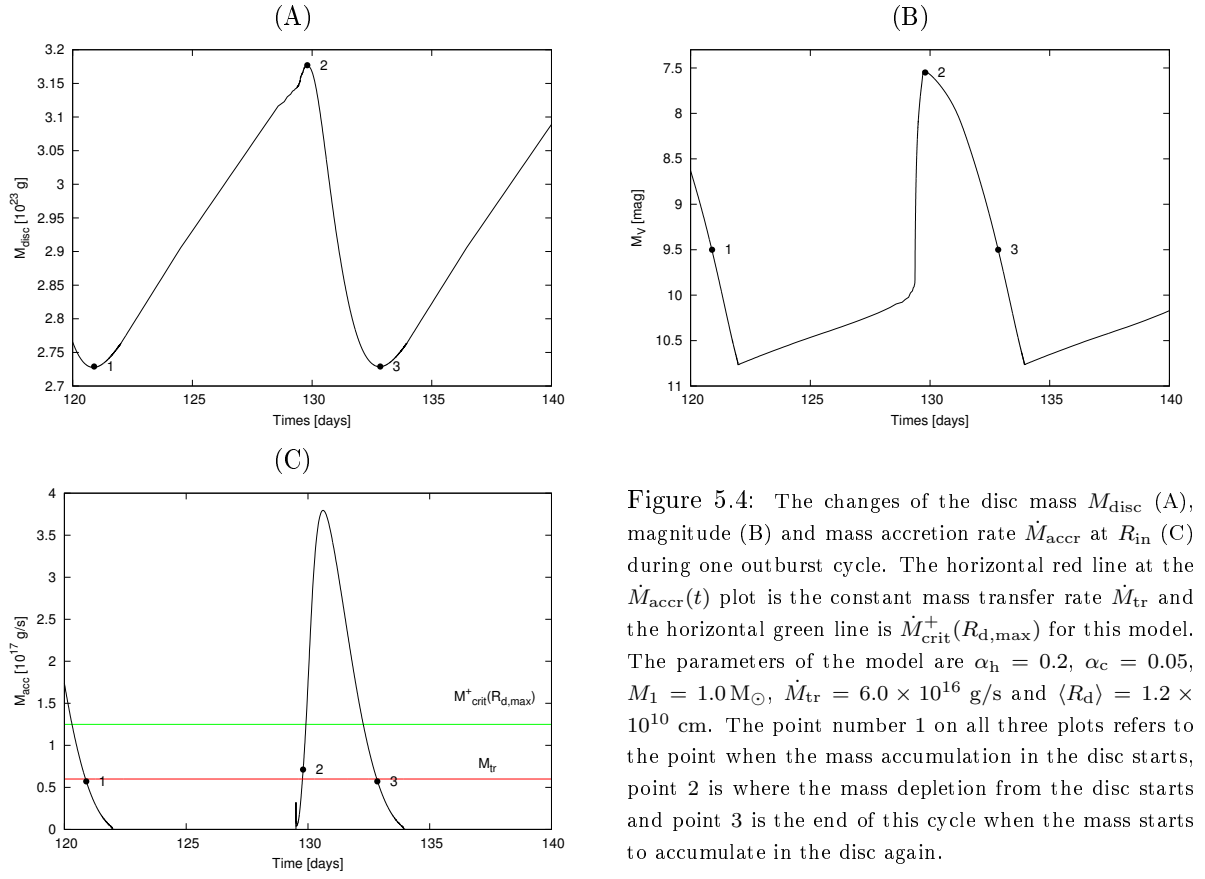 (A)
3.2
3.15
3.1
3.05
3
2.95
2.9
2.85
2.8
2.75
2.7
M_disc [10^23 g]
120 125 130 135 140
Times [days]
1
2
3
(B)
7.5
8
8.5
9
9.5
10
10.5
11
M_V [mag]
120 125 130 135 140
Times [days]
1
2
3
(C)
4
3.5
3
2.5
2
1.5
1
0.5
0
M_acc [10^17 g/s]
120 125 130 135 140
Time [days]
M^+_crit(R_d,max)
M_tr
1
2
3
Figure 5.4: The changes of the disc mass M_disc (A),
magnitude (B) and mass accretion rate Ṁ_accr at R_in (C)
during one outburst cycle. The horizontal red line at the
Ṁ_accr(t) plot is the constant mass transfer rate Ṁ_tr and
the horizontal green line is Ṁ^+_crit(R_d,max) for this model.
The parameters of the model are α_h = 0.2, α_c = 0.05,
M_1 = 1.0 M_⊙, Ṁ_tr = 6.0 × 10^16 g/s and ⟨R_d⟩ = 1.2 ×
10^10 cm. The point number 1 on all three plots refers to
the point when the mass accumulation in the disc starts,
point 2 is where the mass depletion from the disc starts
and point 3 is the end of this cycle when the mass starts
to accumulate in the disc again.